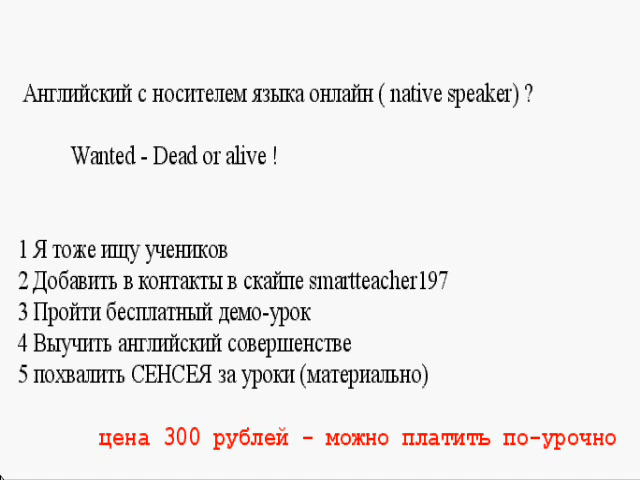 Английский с носителем языка онлайн ( native speaker) ?
Wanted - Dead or alive !
1 Я тоже ищу учеников
2 Добавить в контакты в скайпе smartteacher197
3 Пройти бесплатный демо-урок
4 Выучить английский совершенстве
5 похвалить СЕНСЕЯ за уроки (материально)
цена 300 рублей - можно платить по-урочно